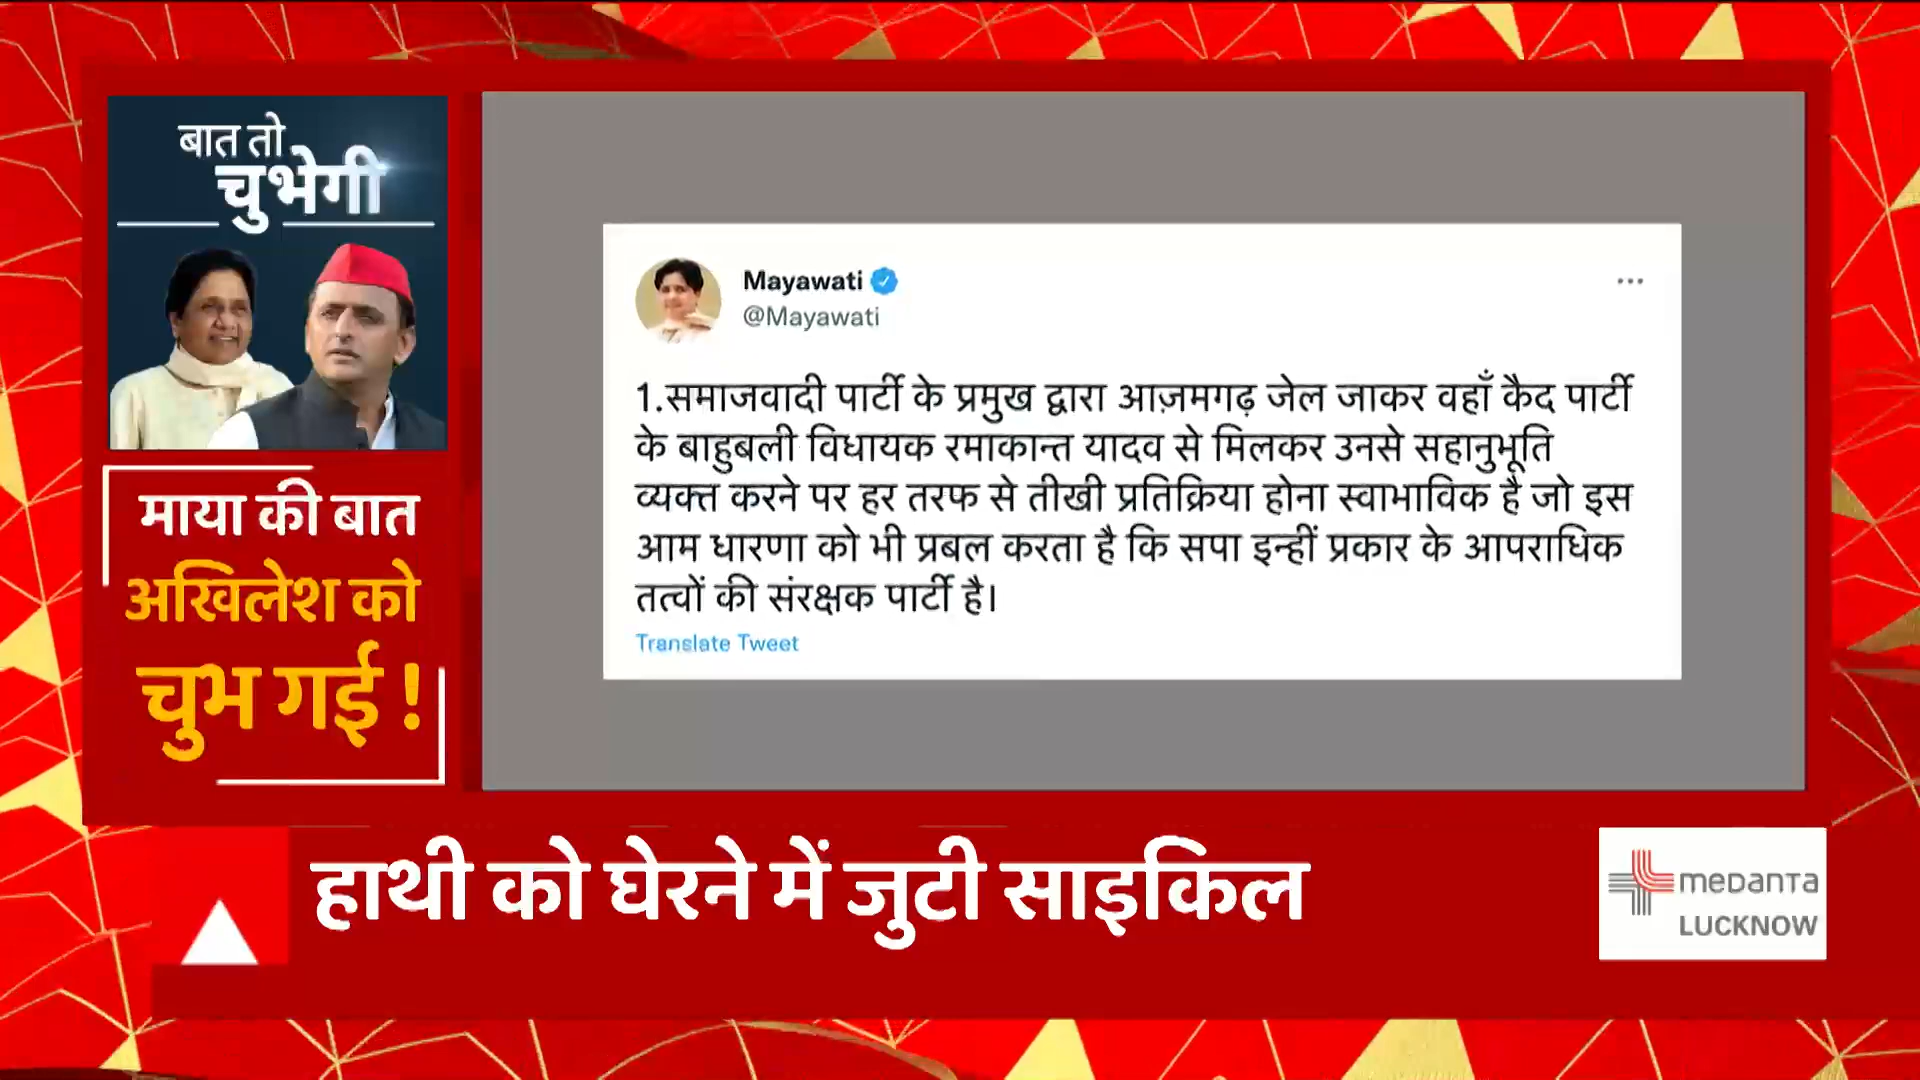 बात तो
चुभेगी
माया की बात
अखिलेश को
चुभ गई !
Mayawati
@Mayawati
1.समाजवादी पार्टी के प्रमुख द्वारा आज़मगढ़ जेल जाकर वहाँ कैद पार्टी
के बाहुबली विधायक रमाकान्त यादव से मिलकर उनसे सहानुभूति
व्यक्त करने पर हर तरफ से तीखी प्रतिक्रिया होना स्वाभाविक है जो इस
आम धारणा को भी प्रबल करता है कि सपा इन्हीं प्रकार के आपराधिक
तत्वों की संरक्षक पार्टी है।
Translate Tweet
हाथी को घेरने में जुटी साइकिल
medanta
LUCKNOW